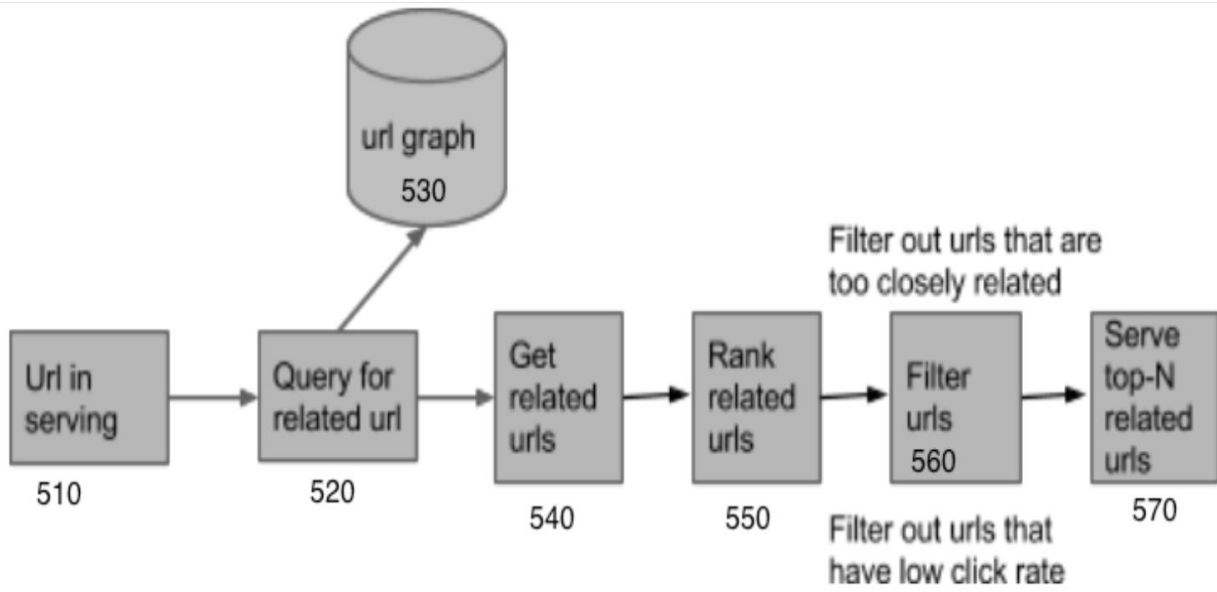 url graph
530
Filter out urls that are
too closely related
Url in
serving
510
Query for
related url
520
Get
related
urls
540
Rank
related
urls
550
Filter
urls
560
Serve
top-N
related
urls
570
Filter out urls that
have low click rate